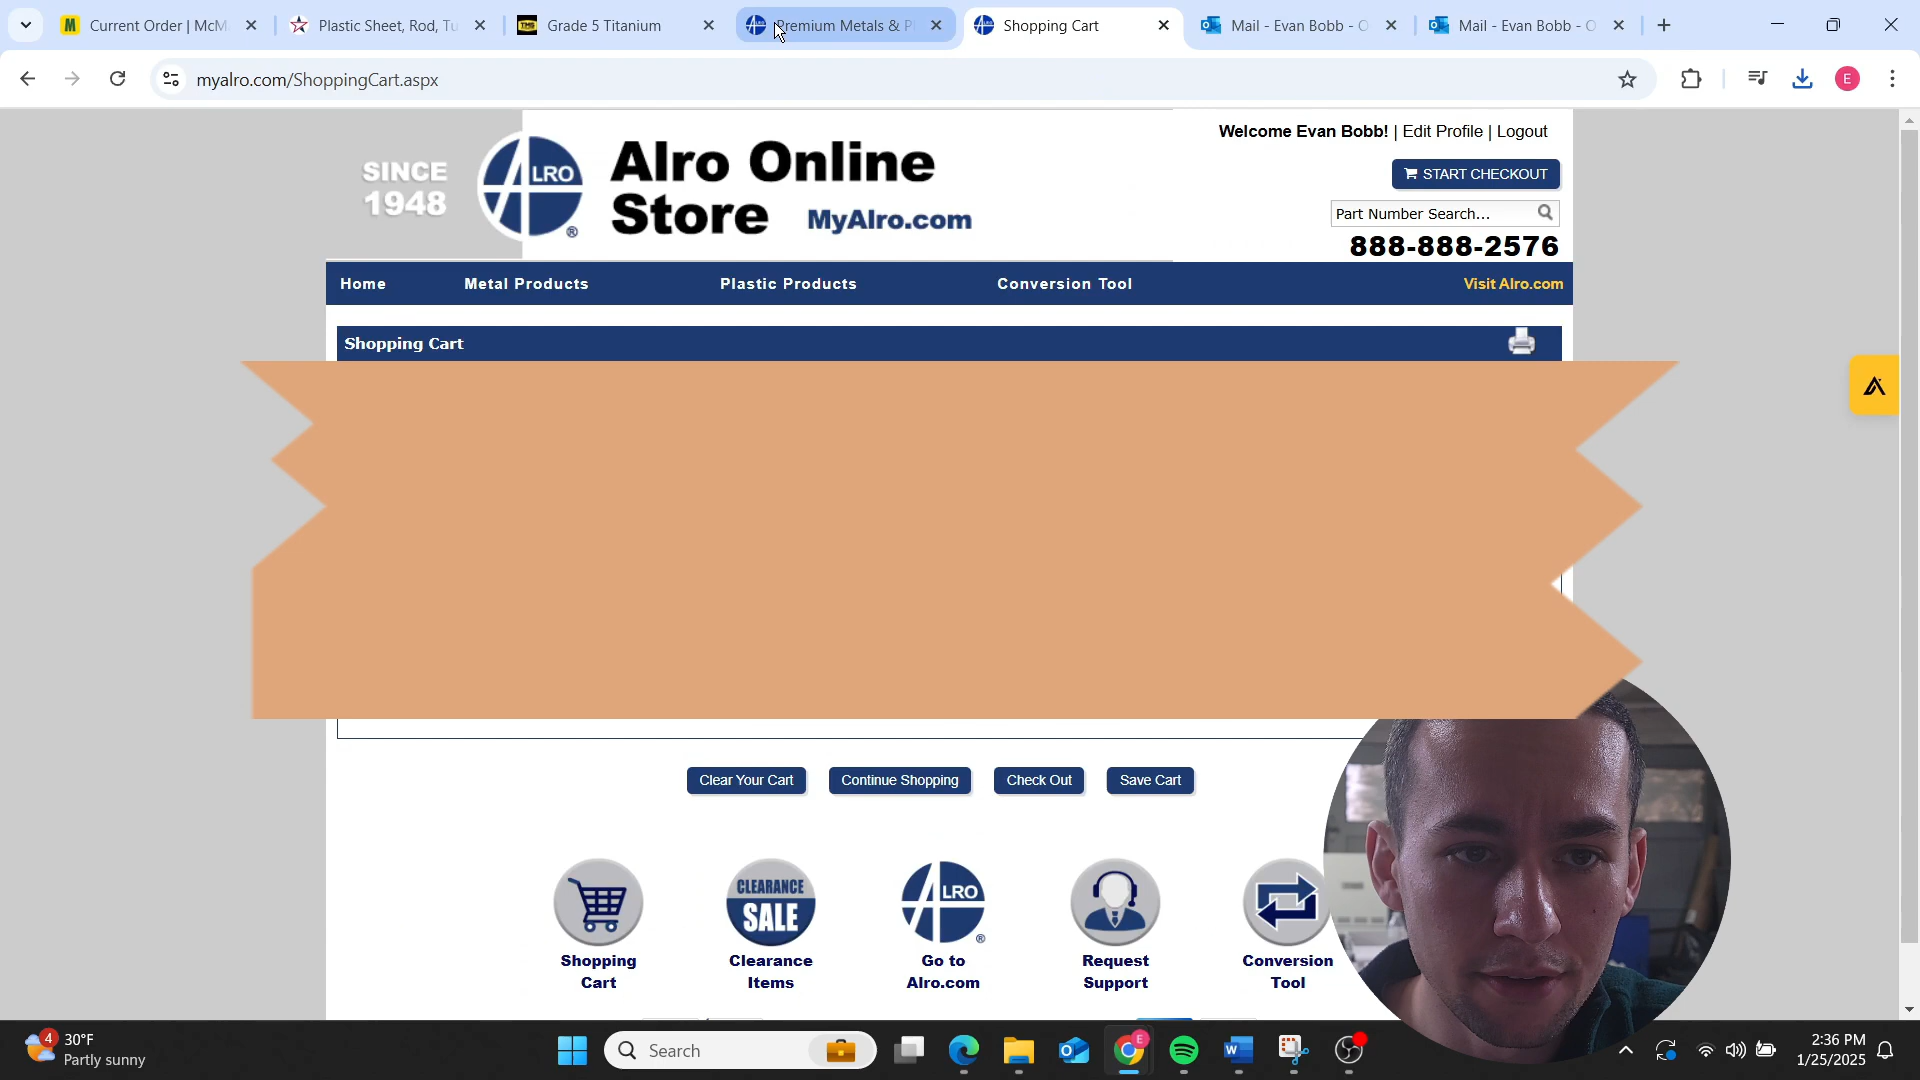 Current Order | McM
Plastic Sheet, Rod, Tu
Grade 5 Titanium
Premium Metals & P
Shopping Cart
Mail - Evan Bobb - O
Mail - Evan Bobb - O
myalro.com/ShoppingCart.aspx
E
SINCE 1948
ALRO
Alro Online
Store MyAlro.com
Welcome Evan Bobb! | Edit Profile | Logout
START CHECKOUT
Part Number Search...
888-888-2576
Home Metal Products Plastic Products Conversion Tool Visit Alro.com
Shopping Cart
Clear Your Cart Continue Shopping Check Out Save Cart
CLEARANCE
SALE
ALRO
Shopping
Cart
Clearance
Items
Go to
Alro.com
Request
Support
Conversion
Tool
4
30°F
Partly sunny
Search
2:36 PM
1/25/2025